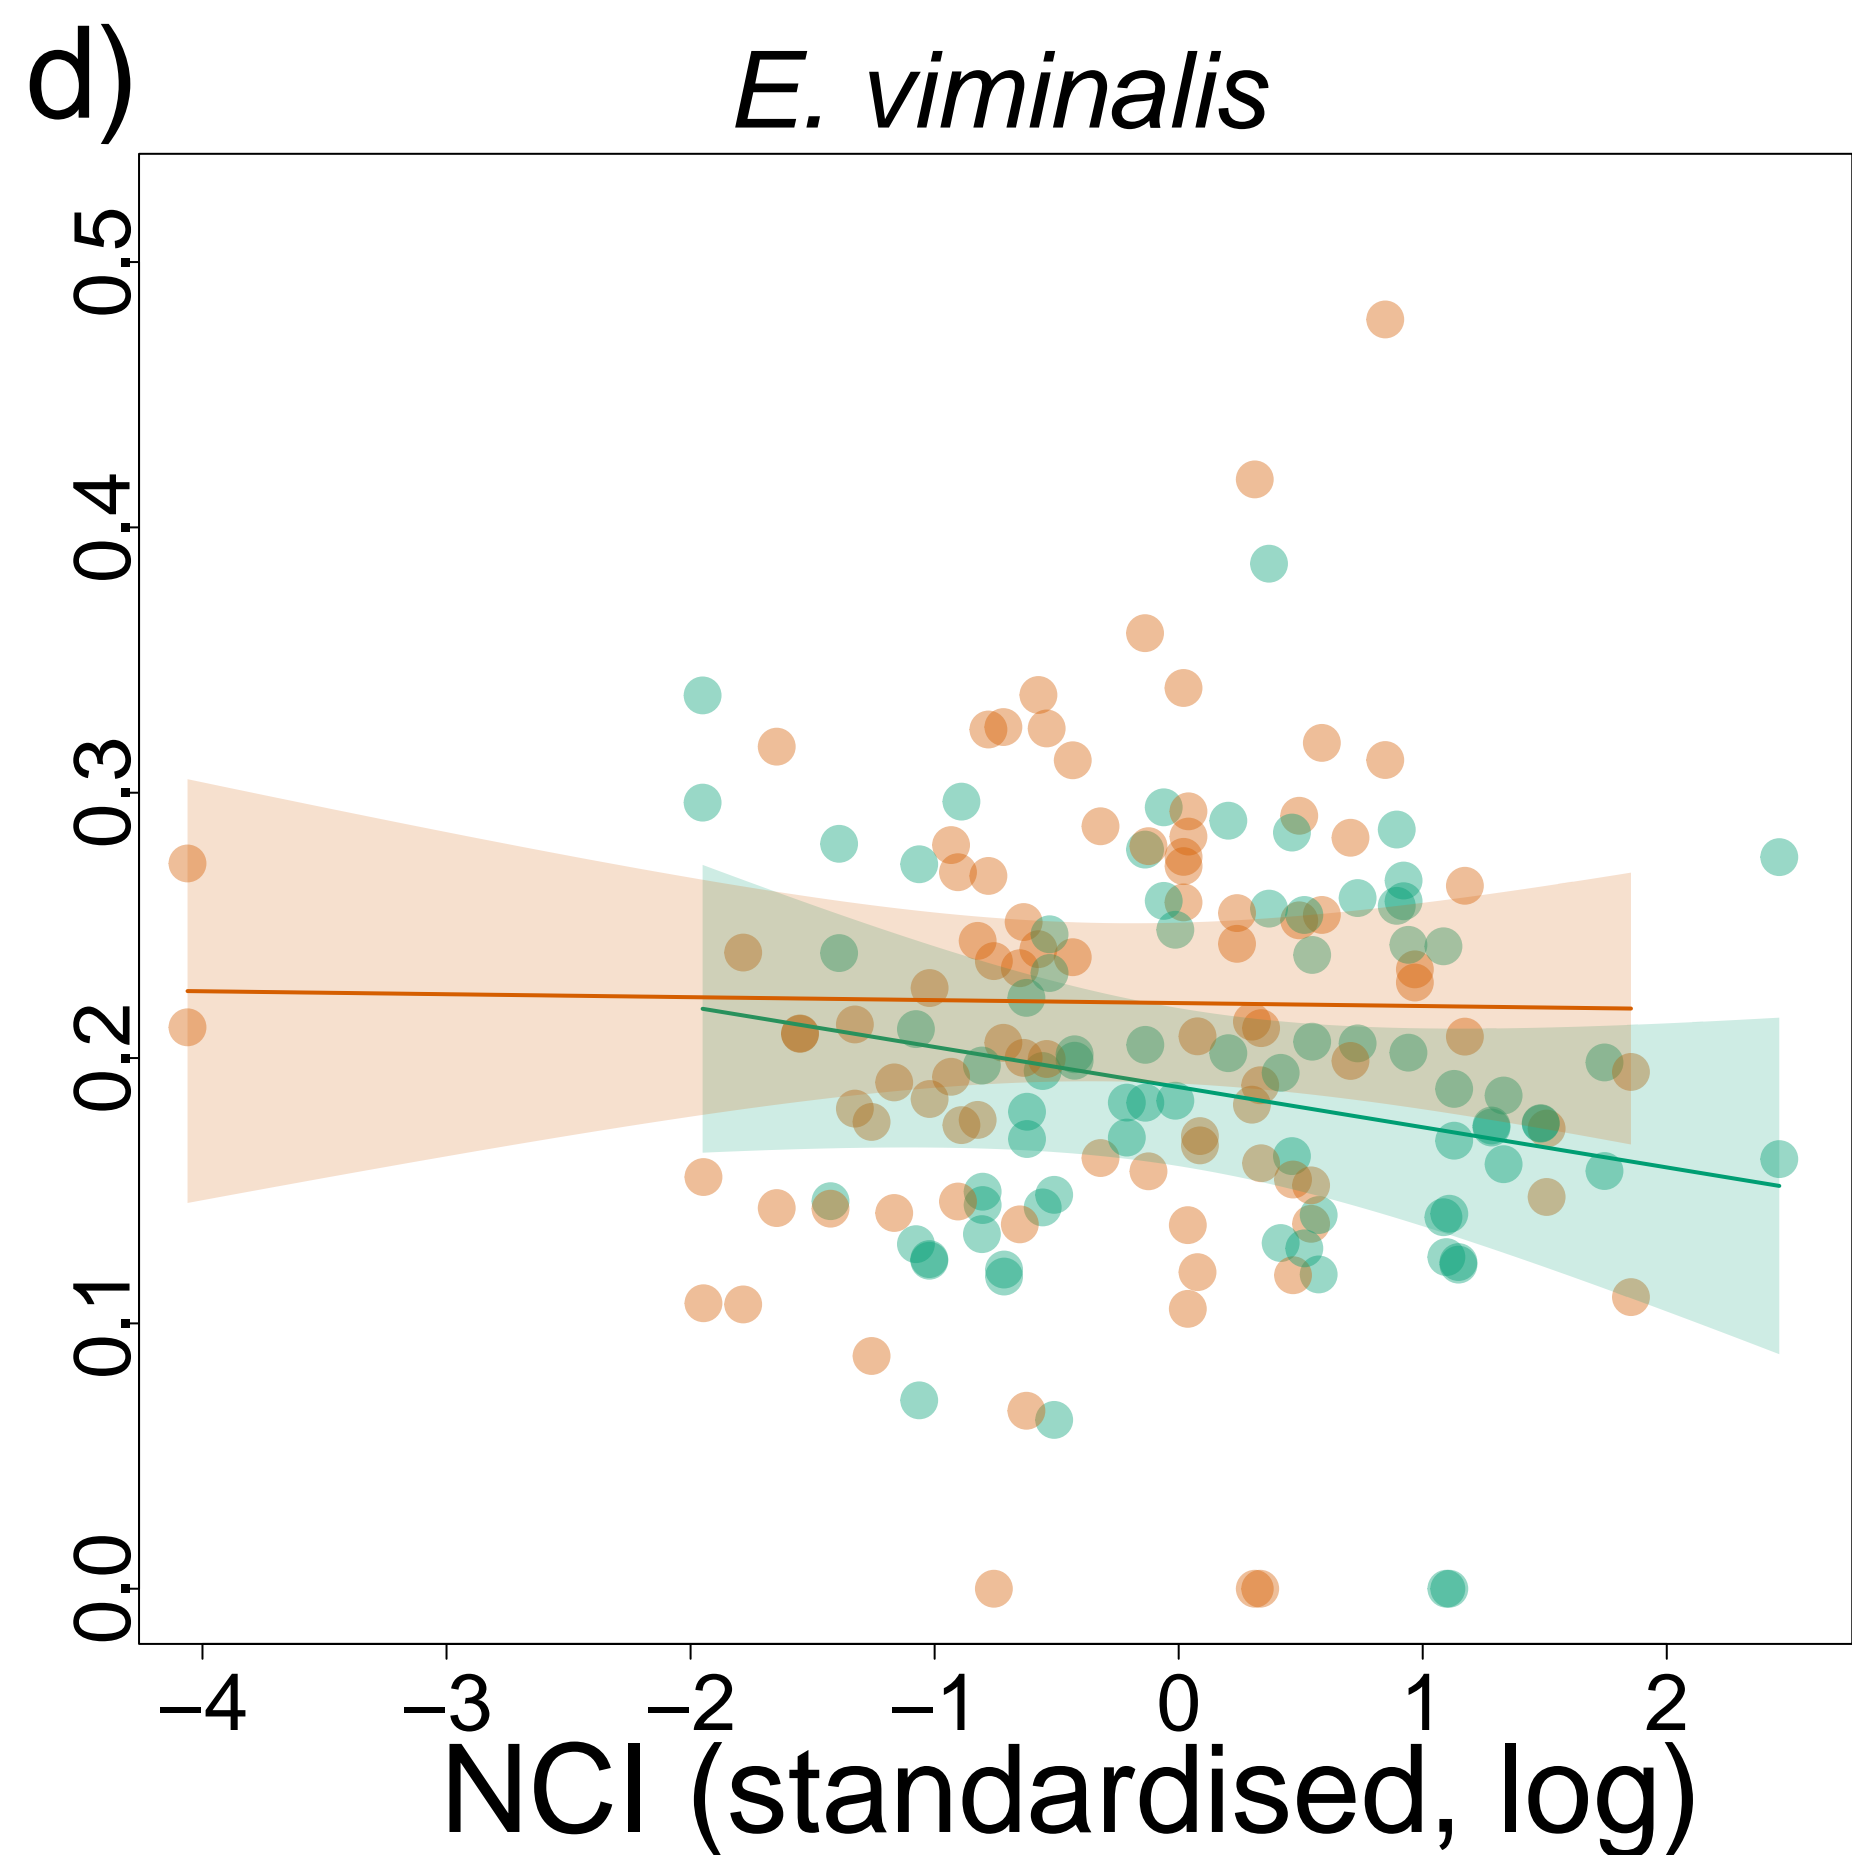 d)
E. viminalis
0.5
0.4
0.3
0.2
0.1
0.0
–4 –3 –2 –1 0 1 2
NCI (standardised, log)